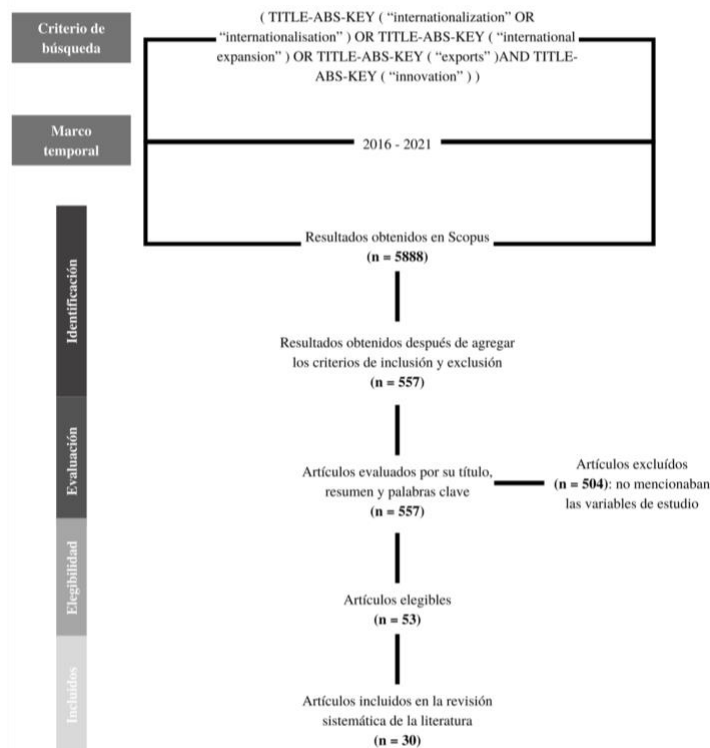 Criterio de
búsqueda
( TITLE-ABS-KEY ( “internationalization” OR
“internationalisation” ) OR TITLE-ABS-KEY ( “international
expansion” ) OR TITLE-ABS-KEY ( “exports” )AND TITLE-
ABS-KEY ( “innovation” ) )
Marco
temporal
2016 - 2021
Identificación
Resultados obtenidos en Scopus
(n = 5888)
Resultados obtenidos después de agregar
los criterios de inclusión y exclusión
(n = 557)
Evaluación
Artículos evaluados por su título,
resumen y palabras clave
(n = 557)
Artículos excluídos
(n = 504): no mencionaban
las variables de estudio
Elegibilidad
Artículos elegibles
(n = 53)
Incluidos
Artículos incluidos en la revisión
sistemática de la literatura
(n = 30)